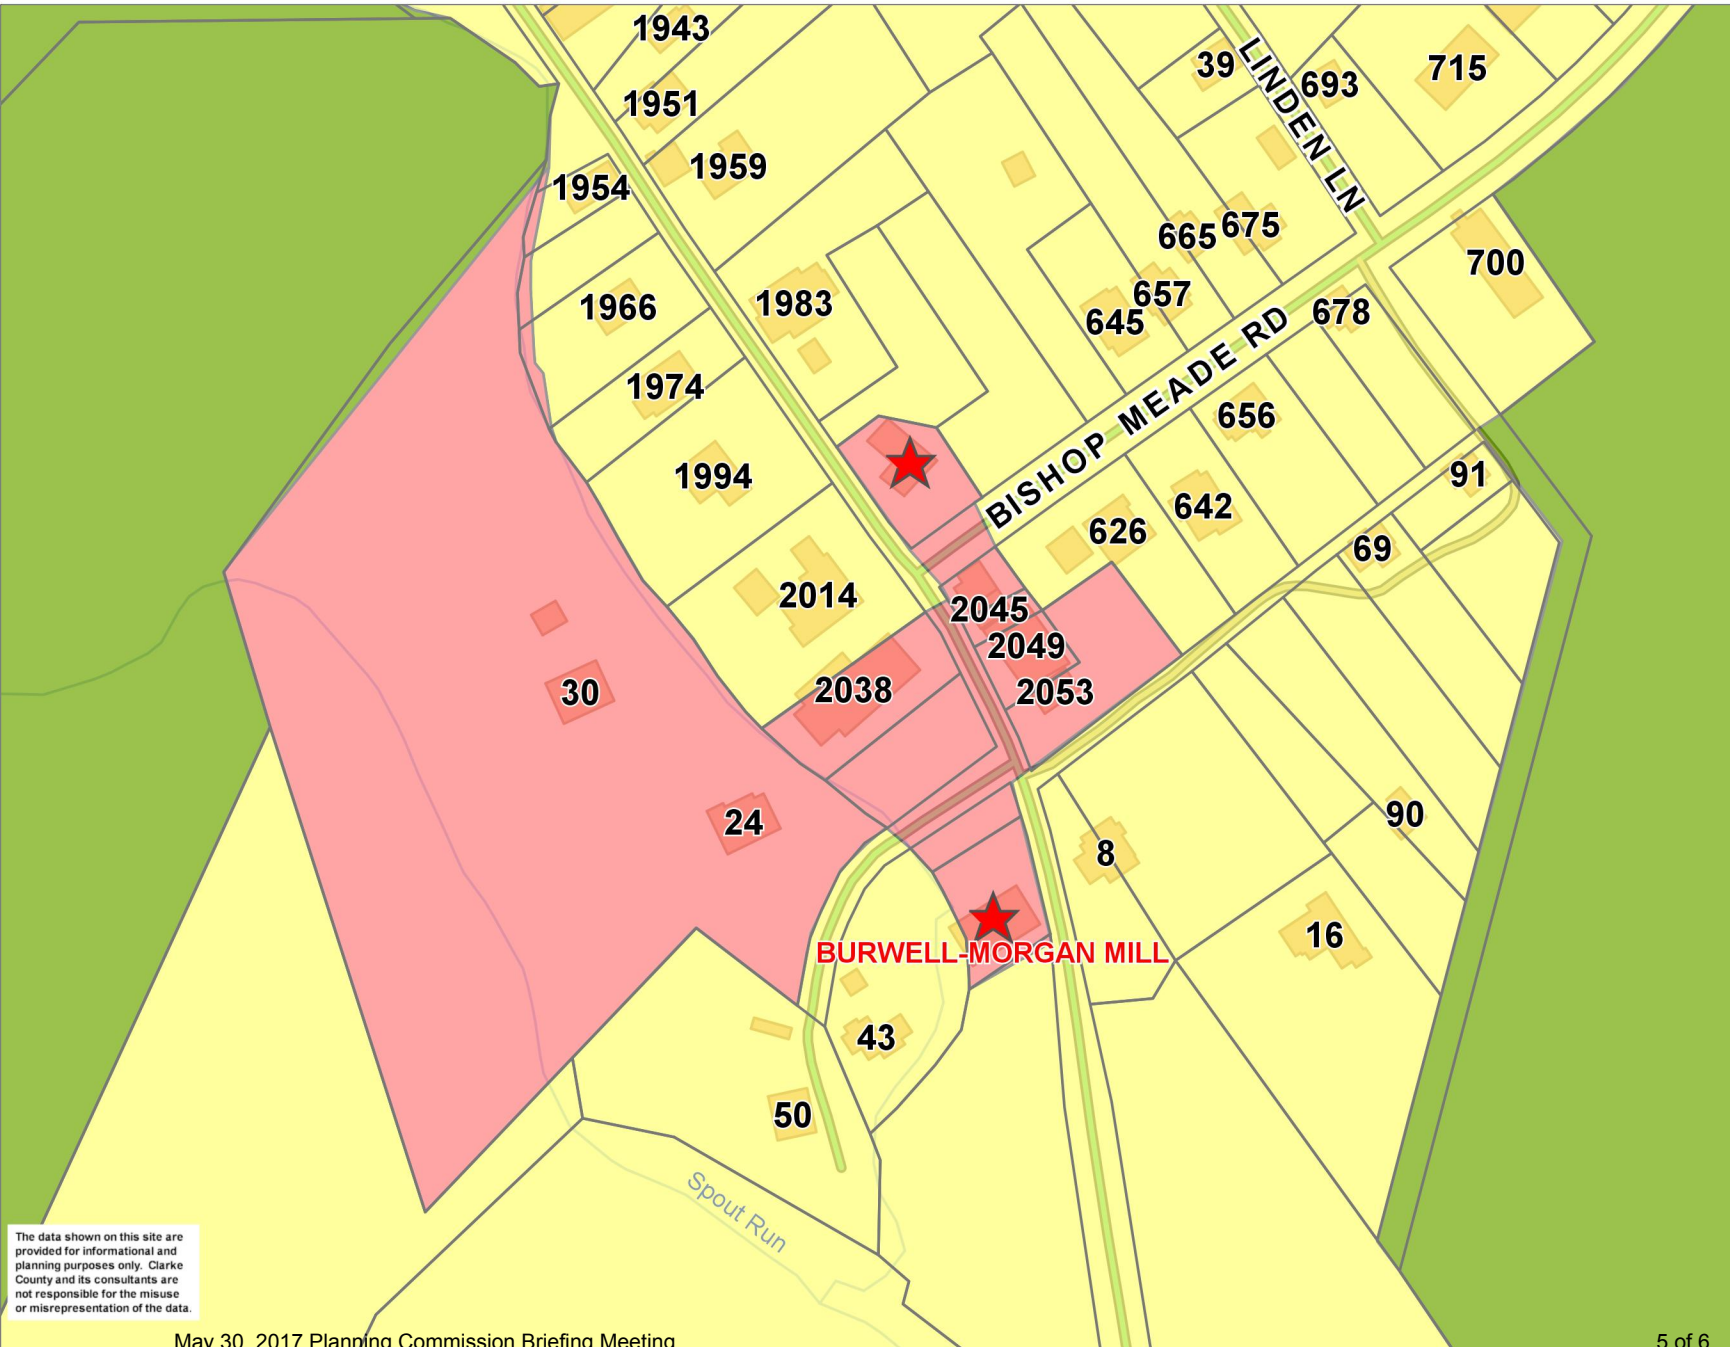 1943
39
LINDEN LN
693
715
1951
1959
1954
665
675
700
1966
1983
657
645
678
BISHOP MEADE RD
1974
656
1994
91
642
626
69
2014
2045
2049
2038
2053
30
24
8
90
BURWELL-MORGAN MILL
16
43
50
Spout Run
The data shown on this site are
provided for informational and
planning purposes only. Clarke
County and its consultants are
not responsible for the misuse
or misrepresentation of the data.
May 30, 2017 Planning Commission Briefing Meeting
5 of 6